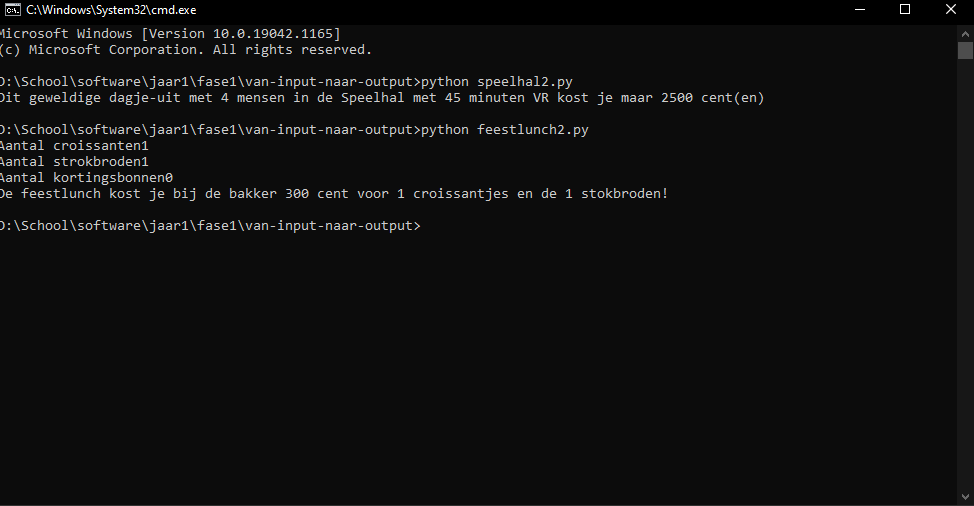 C:\Windows\System32\cmd.exe
Microsoft Windows [Version 10.0.19042.1165]
(c) Microsoft Corporation. All rights reserved.
D:\School\software\jaar1\fase1\van-input-naar-output>python speelhal2.py
Dit geweldige dagje-uit met 4 mensen in de Speelhal met 45 minuten VR kost je maar 2500 cent(en)
D:\School\software\jaar1\fase1\van-input-naar-output>python feestlunch2.py
Aantal croissanten1
Aantal strokbroden1
Aantal kortingsbonnen0
De feestlunch kost je bij de bakker 300 cent voor 1 croissantjes en de 1 stokbroden!
D:\School\software\jaar1\fase1\van-input-naar-output>